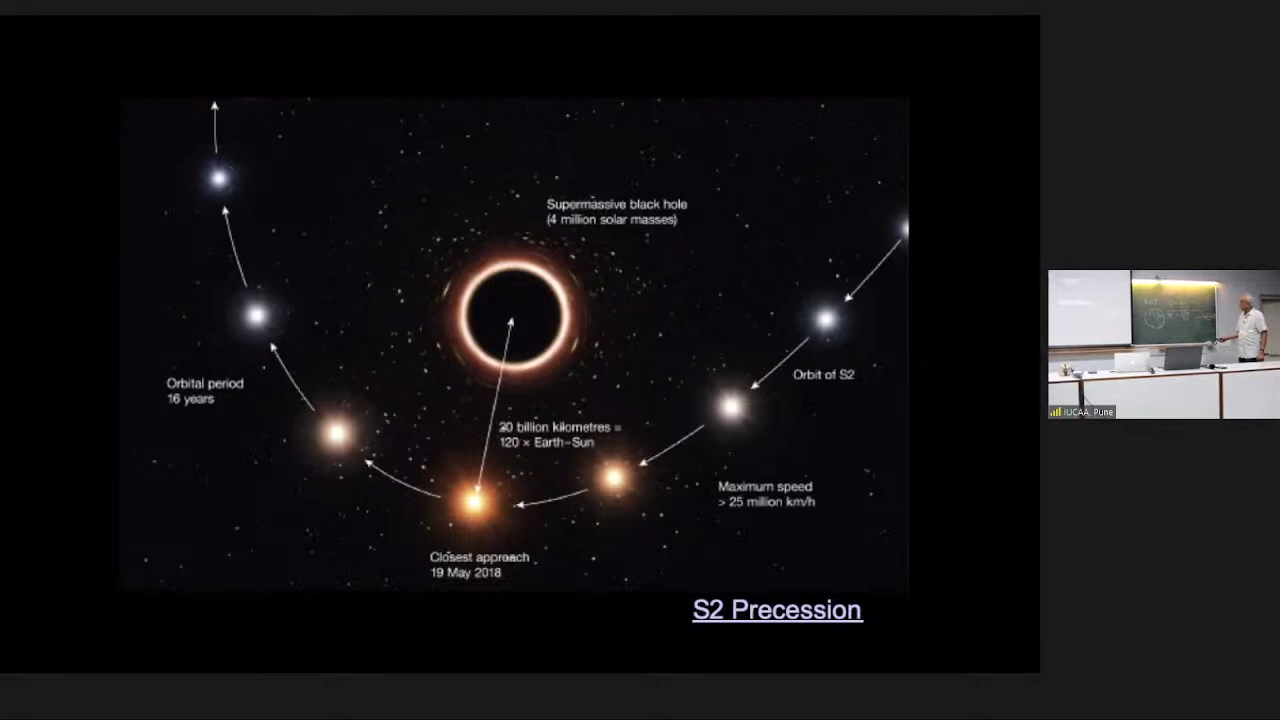 Supermassive black hole
(4 million solar masses)
Orbit of S2
Orbital period
16 years
20 billion kilometres =
120 × Earth–Sun
Maximum speed
> 25 million km/h
Closest approach
19 May 2018
S2 Precession
IUCAA, Pune